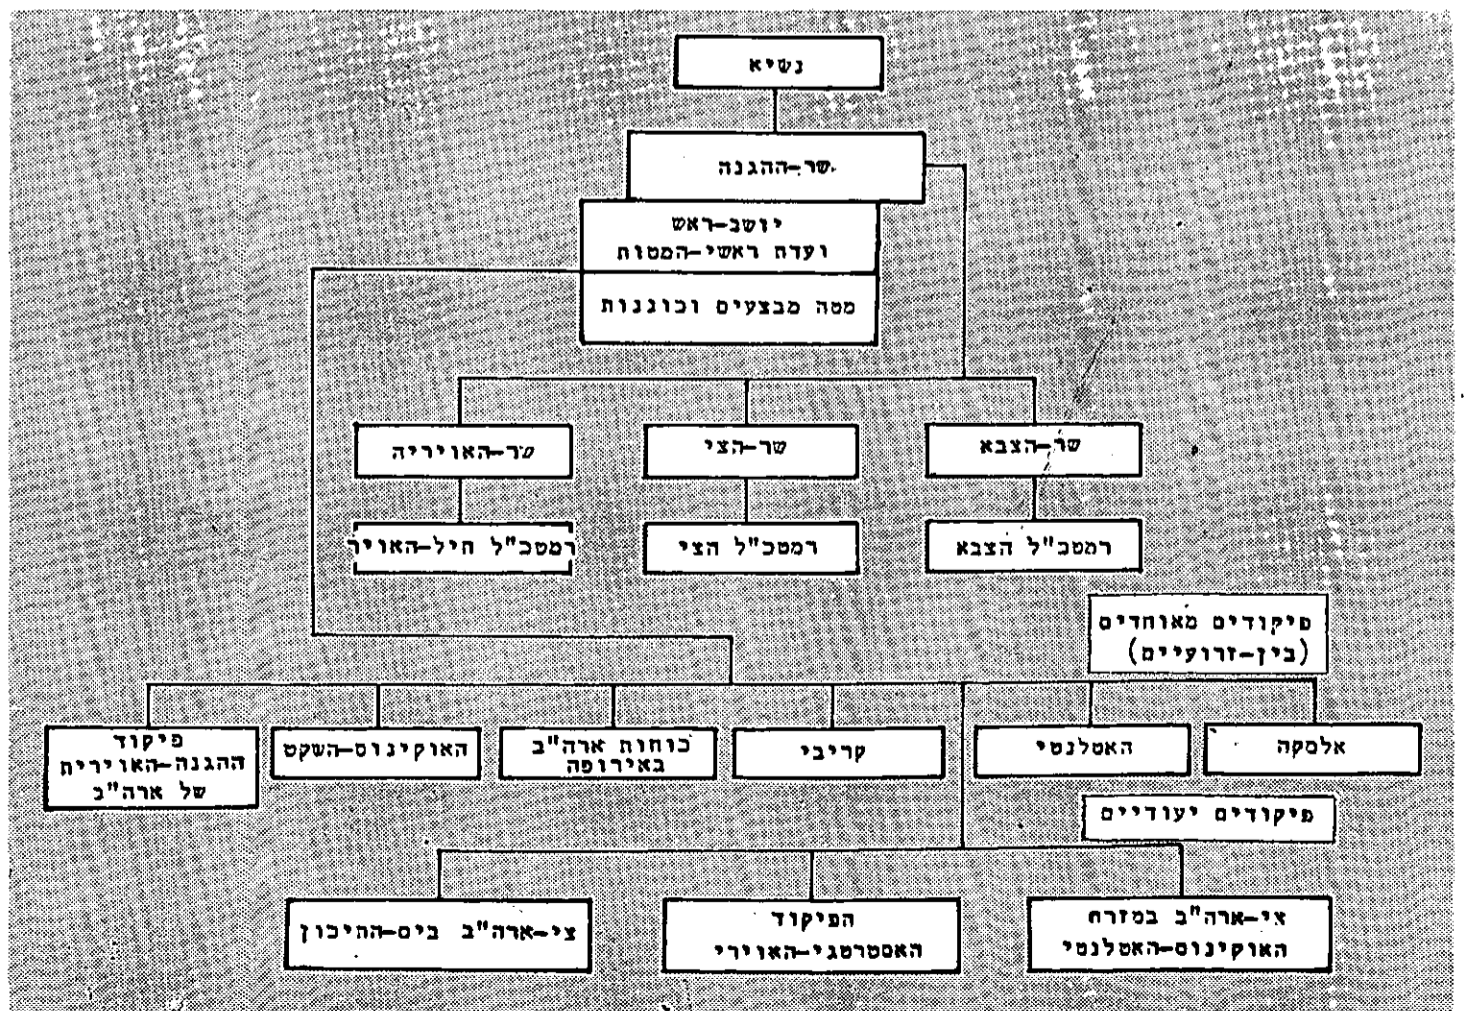 נשיא
שר-ההגנה
יושב-ראש
ועדת ראשי-המטות
מטה מבצעים וכוננות
שר-הצבא
שר-הצי
שר-האויריה
רמטכ"ל הצבא
רמטכ"ל הצי
רמטכ"ל חיל-האויר
פיקודים מאוחדים
(בין-זרועיים)
אלסקה
האטלנטי
קריבי
כוחות ארה"ב
באירופה
האוקינוס-השקט
פיקוד
ההגנה-האוירית
של ארה"ב
פיקודים יעודיים
צי-ארה"ב במזרח
האוקינוס-האטלנטי
הפיקוד
האסטרטגי-האוירי
צי-ארה"ב בים-התיכון